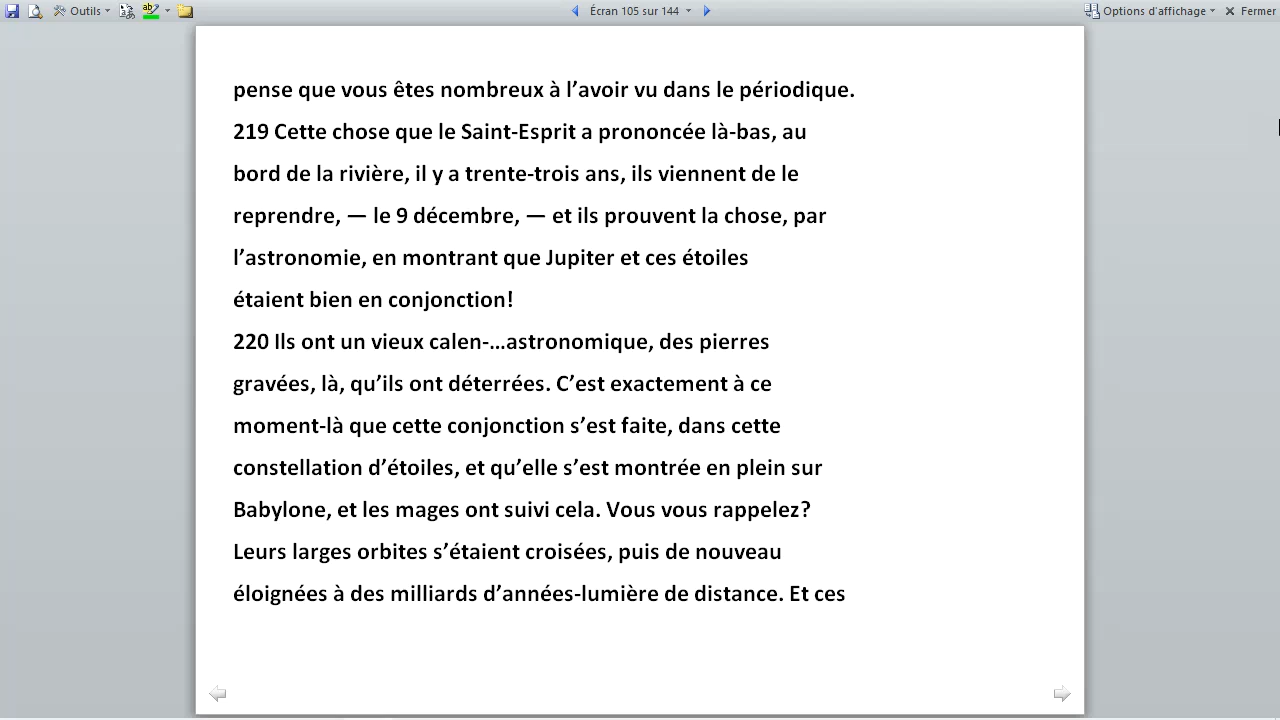 Outils
Écran 105 sur 144
Options d'affichage
Fermer
pense que vous êtes nombreux à l’avoir vu dans le périodique.
219 Cette chose que le Saint-Esprit a prononcée là-bas, au
bord de la rivière, il y a trente-trois ans, ils viennent de le
reprendre, — le 9 décembre, — et ils prouvent la chose, par
l’astronomie, en montrant que Jupiter et ces étoiles
étaient bien en conjonction!
220 Ils ont un vieux calen-…astronomique, des pierres
gravées, là, qu’ils ont déterrées. C’est exactement à ce
moment-là que cette conjonction s’est faite, dans cette
constellation d’étoiles, et qu’elle s’est montrée en plein sur
Babylone, et les mages ont suivi cela. Vous vous rappelez?
Leurs larges orbites s’étaient croisées, puis de nouveau
éloignées à des milliards d’années-lumière de distance. Et ces